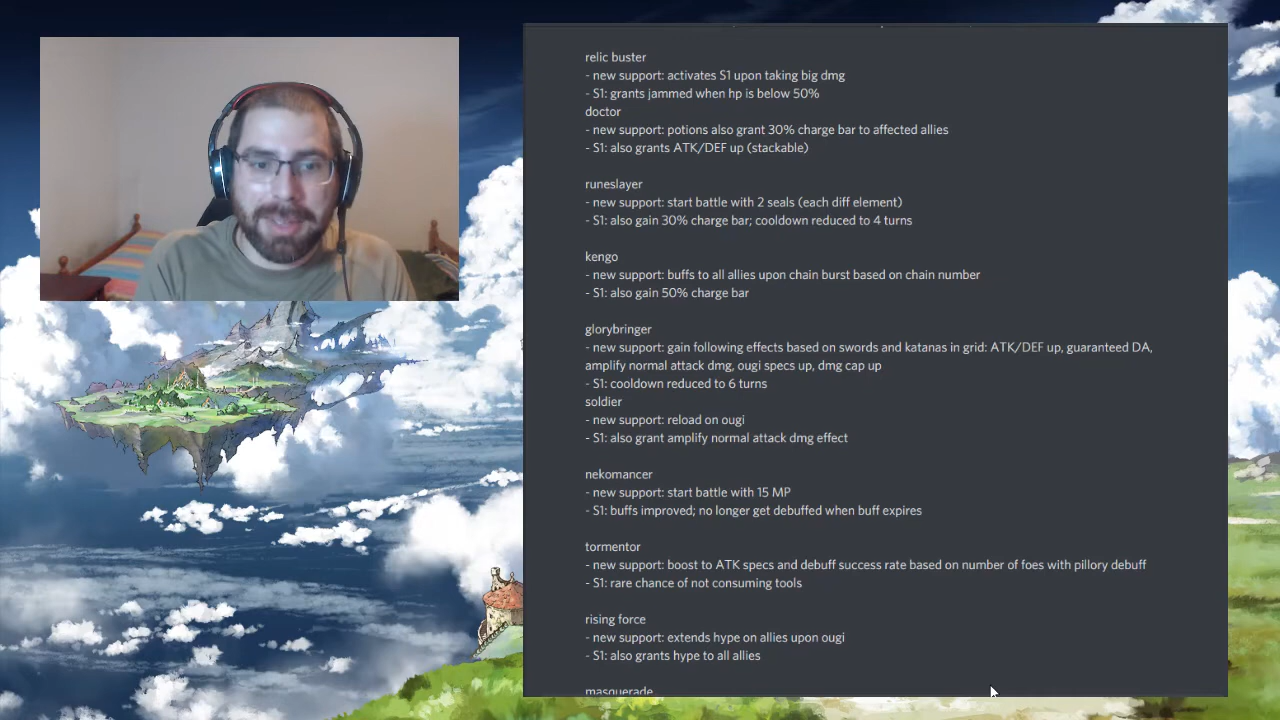 relic buster
- new support: activates S1 upon taking big dmg
- S1: grants jammed when hp is below 50%
doctor
- new support: potions also grant 30% charge bar to affected allies
- S1: also grants ATK/DEF up (stackable)
runeslayer
- new support: start battle with 2 seals (each diff element)
- S1: also gain 30% charge bar; cooldown reduced to 4 turns
kengo
- new support: buffs to all allies upon chain burst based on chain number
- S1: also gain 50% charge bar
glorybringer
- new support: gain following effects based on swords and katanas in grid: ATK/DEF up, guaranteed DA,
amplify normal attack dmg, ougi specs up, dmg cap up
- S1: cooldown reduced to 6 turns
soldier
- new support: reload on ougi
- S1: also grant amplify normal attack dmg effect
nekomancer
- new support: start battle with 15 MP
- S1: buffs improved; no longer get debuffed when buff expires
tormentor
- new support: boost to ATK specs and debuff success rate based on number of foes with pillory debuff
- S1: rare chance of not consuming tools
rising force
- new support: extends hype on allies upon ougi
- S1: also grants hype to all allies
masquerade